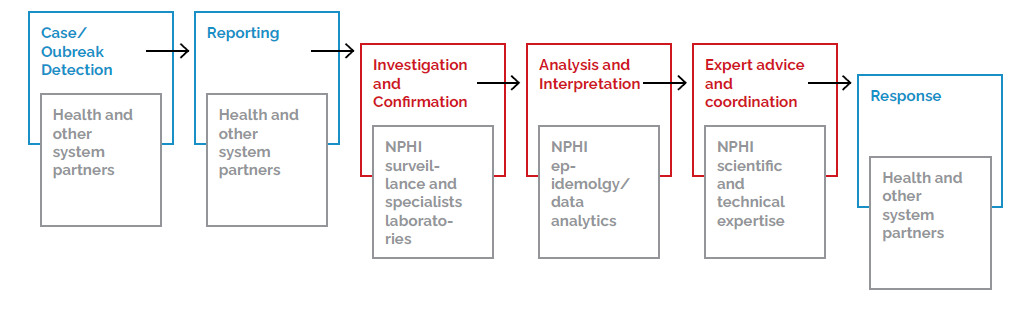 Case/
Oubreak
Detection
Health and
other
system
partners
Reporting
Health and
other
system
partners
Investigation
and
Confirmation
NPHI
surveil-
lance and
specialists
laborato-
ries
Analysis and
Interpretation
NPHI
ep-
idemolgy/
data
analytics
Expert advice
and
coordination
NPHI
scientific
and
technical
expertise
Response
Health and
other
system
partners